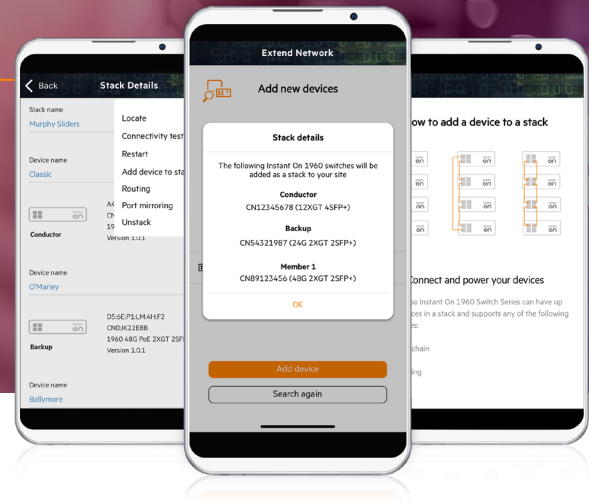 Back
Stack Details
Stack name
Murphy Sliders
Device name
Classic
Conductor
Version 1.0.1
Locate
Connectivity test
Restart
Add device to sta
Routing
Port mirroring
Unstack
Device name
O'Marley
D5:6E:P1:LM:4H:F2
CNDJK22E8B
1960 48G PoE 2XGT 2SF
Backup
Version 1.0.1
Device name
Ballymore
Extend Network
Add new devices
Stack details
The following Instant On 1960 switches will be
added as a stack to your site
Conductor
CN12345678 (12XGT 4SFP+)
Backup
CN54321987 (24G 2XGT 2SFP+)
Member 1
CN89123456 (48G 2XGT 2SFP+)
OK
Add device
Search again
ow to add a device to a stack
Connect and power your devices
ba Instant On 1960 Switch Series can have up
ces in a stack and supports any of the following
es:
chain
ing